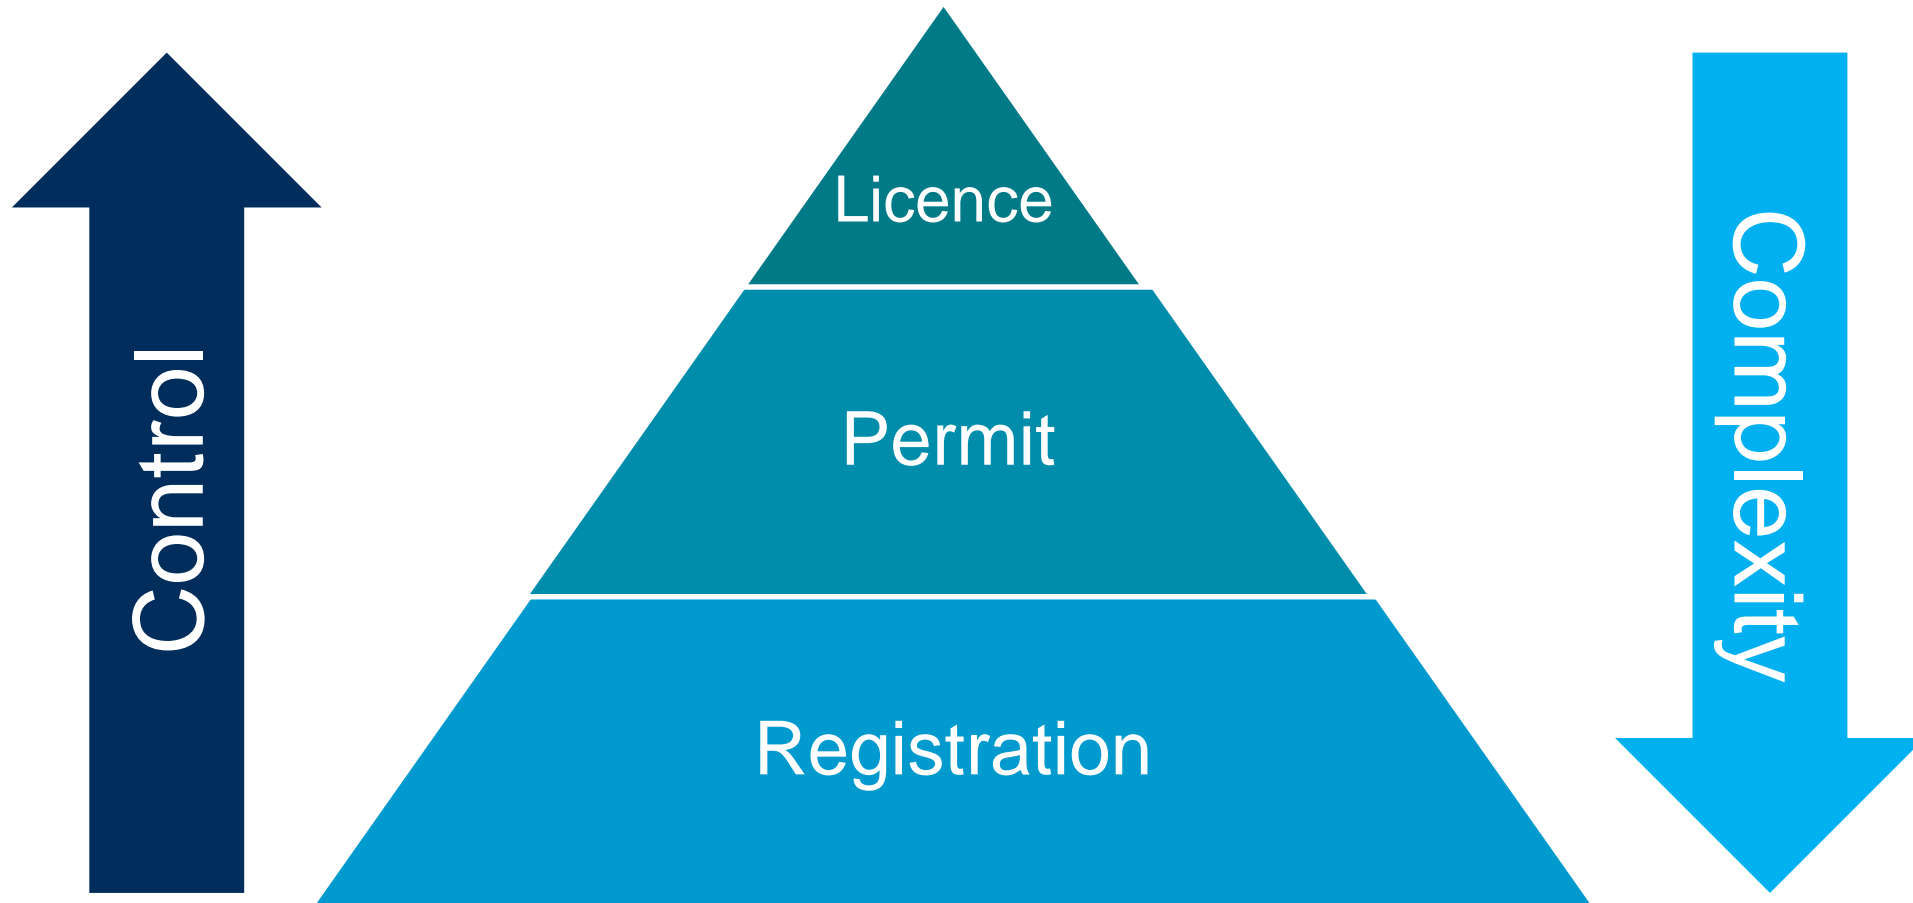 Control
Licence
Permit
Registration
Complexity